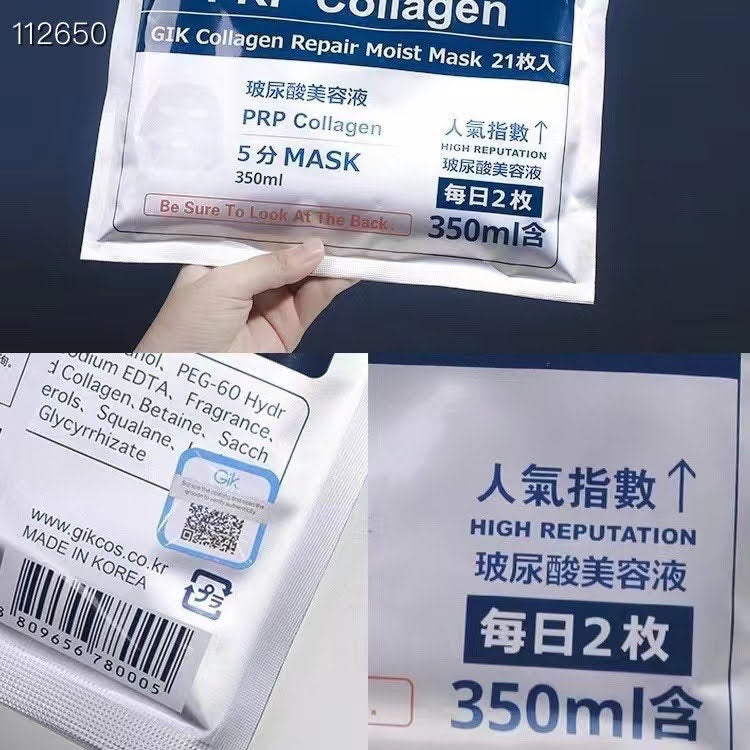 112650
PRP Collagen
GIK Collagen Repair Moist Mask 21枚入
玻尿酸美容液
PRP Collagen
5分 MASK
350ml
Be Sure To Look At The Back.
人氣指數↑
HIGH REPUTATION
玻尿酸美容液
每日2枚
350ml含
PEG-60 Hydr
odium EDTA、Fragrance、
d Collagen、Betaine、Sacch
erols、Squalane、
Glycyrrhizate
Gik
www.gikcos.co.kr
MADE IN KOREA
プラ
8 809656 780005
人氣指數↑
HIGH REPUTATION
玻尿酸美容液
每日2枚
350ml含